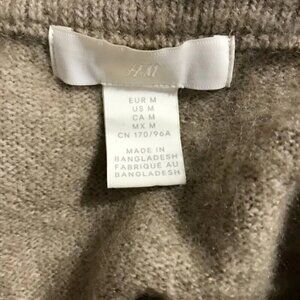 H&M
EUR M
US M
CA M
MX M
CN 170/96A
MADE IN
BANGLADESH
FABRIQUÉ AU
BANGLADESH